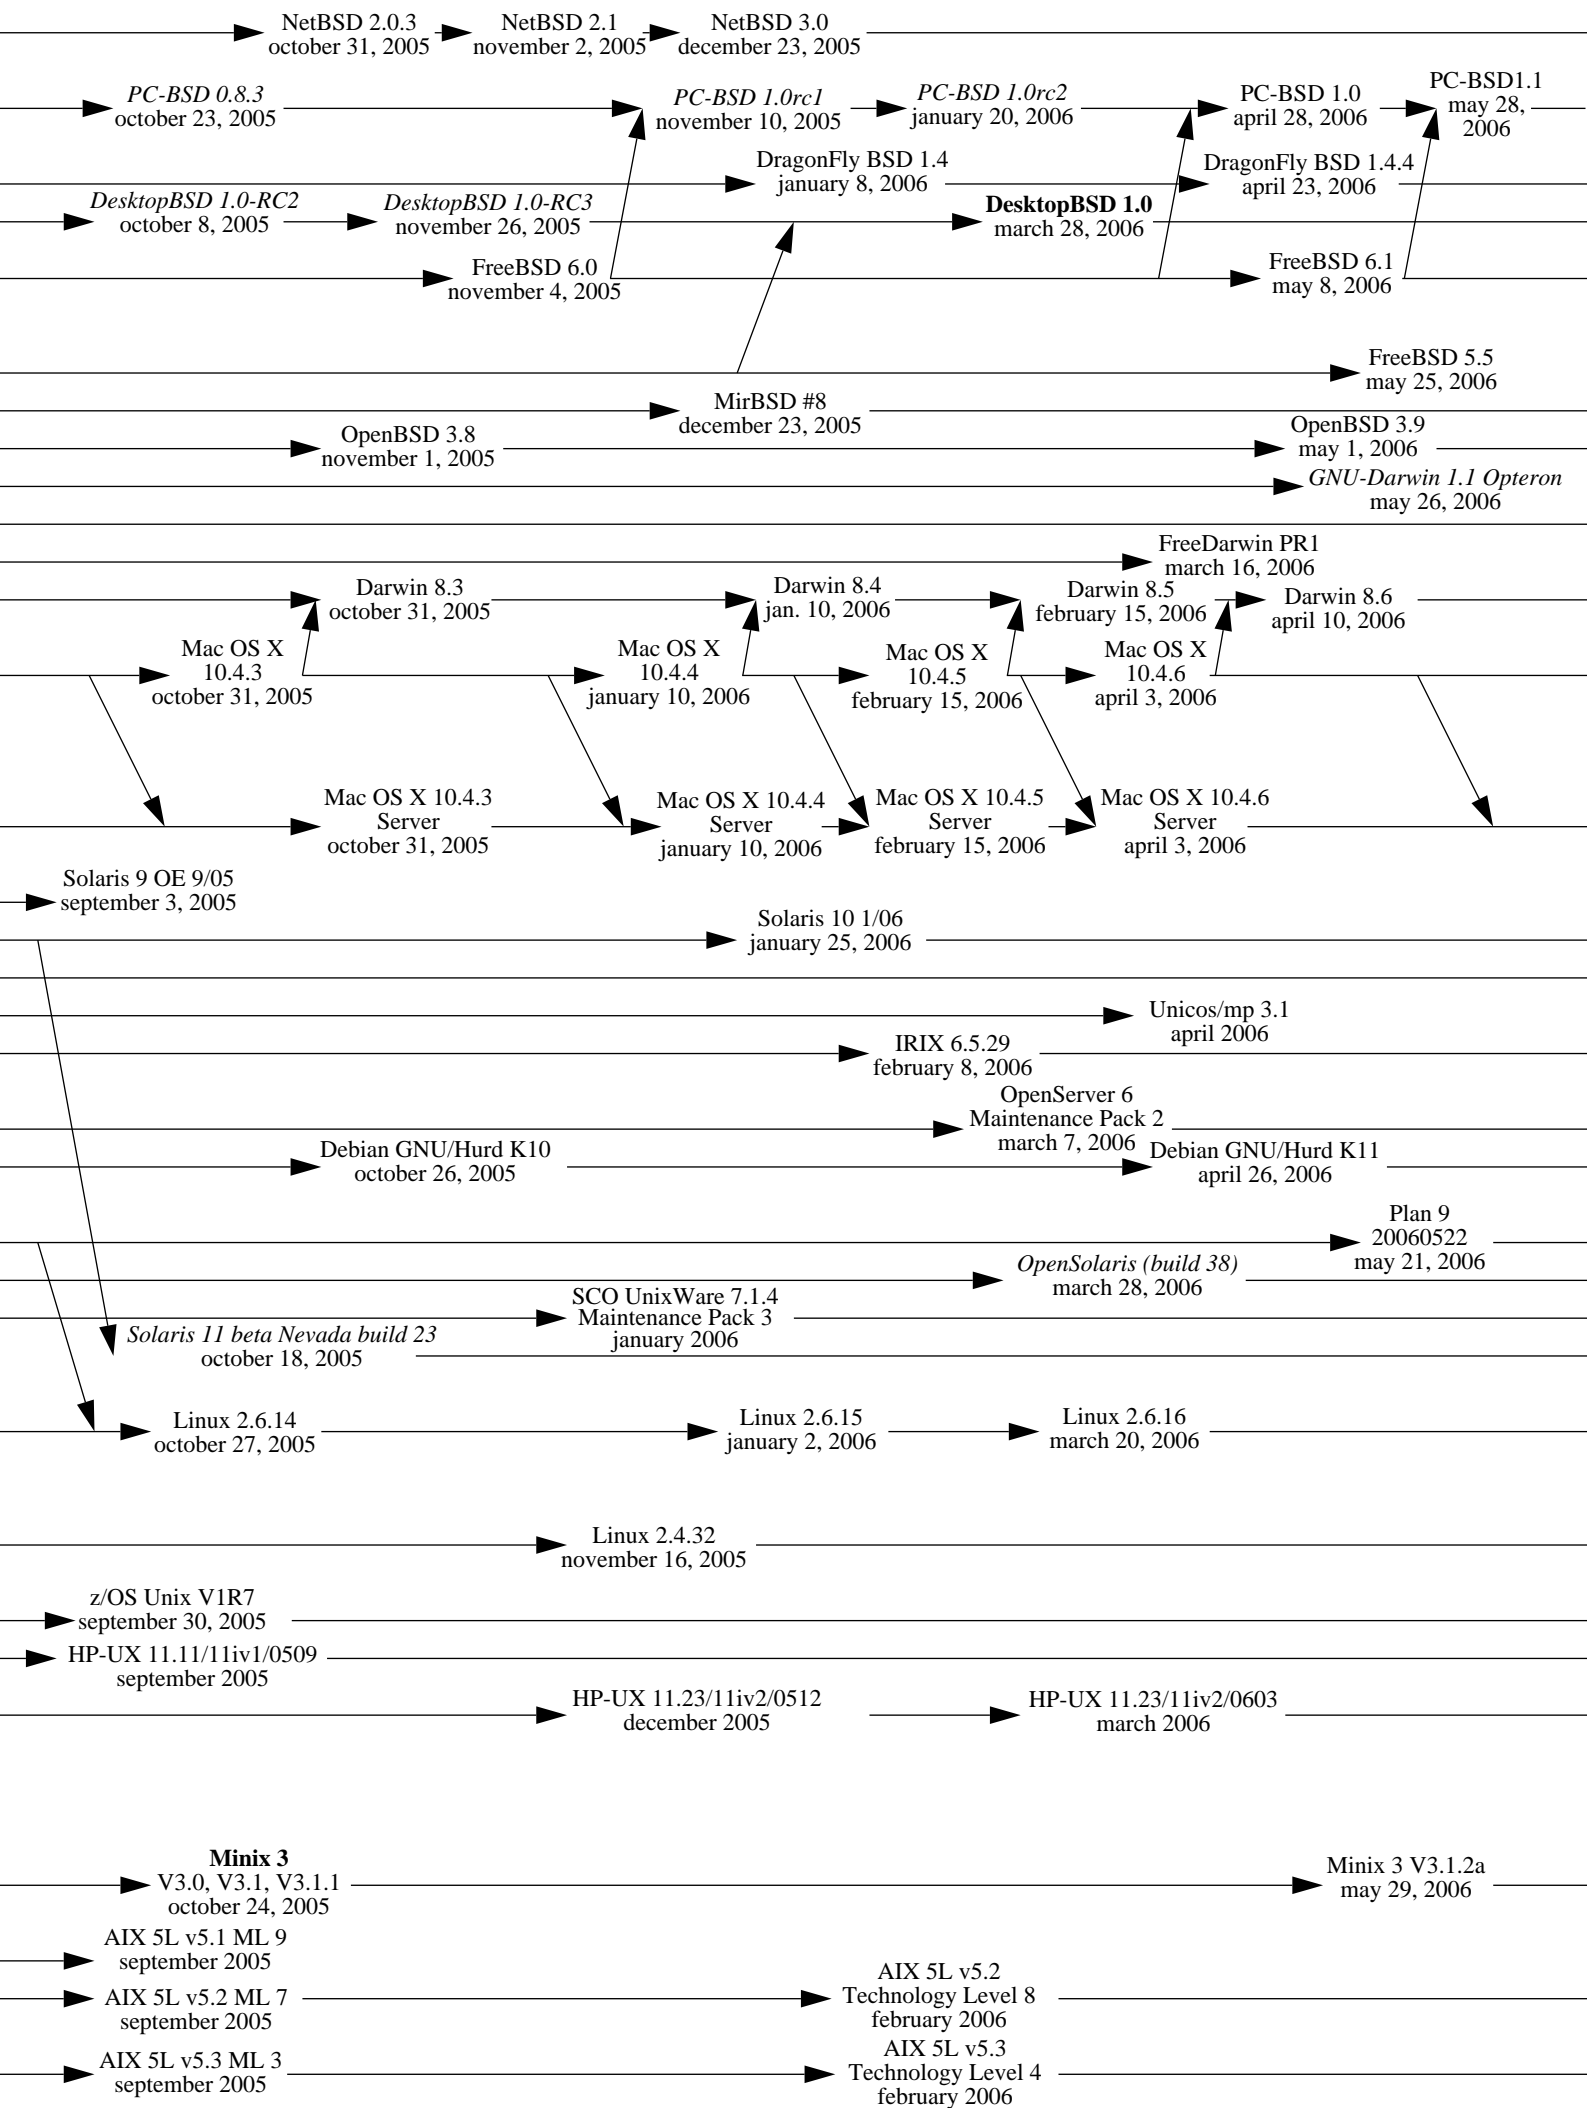 NetBSD 2.0.3
october 31, 2005
NetBSD 2.1
november 2, 2005
NetBSD 3.0
december 23, 2005
PC-BSD 0.8.3
october 23, 2005
PC-BSD 1.0rc1
november 10, 2005
PC-BSD 1.0rc2
january 20, 2006
PC-BSD 1.0
april 28, 2006
PC-BSD1.1
may 28,
2006
DragonFly BSD 1.4
january 8, 2006
DragonFly BSD 1.4.4
april 23, 2006
DesktopBSD 1.0-RC2
october 8, 2005
DesktopBSD 1.0-RC3
november 26, 2005
DesktopBSD 1.0
march 28, 2006
FreeBSD 6.0
november 4, 2005
FreeBSD 6.1
may 8, 2006
FreeBSD 5.5
may 25, 2006
MirBSD #8
december 23, 2005
OpenBSD 3.8
november 1, 2005
OpenBSD 3.9
may 1, 2006
GNU-Darwin 1.1 Opteron
may 26, 2006
FreeDarwin PR1
march 16, 2006
Darwin 8.3
october 31, 2005
Darwin 8.4
jan. 10, 2006
Darwin 8.5
february 15, 2006
Darwin 8.6
april 10, 2006
Mac OS X
10.4.3
october 31, 2005
Mac OS X
10.4.4
january 10, 2006
Mac OS X
10.4.5
february 15, 2006
Mac OS X
10.4.6
april 3, 2006
Mac OS X 10.4.3
Server
october 31, 2005
Mac OS X 10.4.4
Server
january 10, 2006
Mac OS X 10.4.5
Server
february 15, 2006
Mac OS X 10.4.6
Server
april 3, 2006
Solaris 9 OE 9/05
september 3, 2005
Solaris 10 1/06
january 25, 2006
Unicos/mp 3.1
april 2006
IRIX 6.5.29
february 8, 2006
OpenServer 6
Maintenance Pack 2
march 7, 2006
Debian GNU/Hurd K10
october 26, 2005
Debian GNU/Hurd K11
april 26, 2006
Plan 9
20060522
may 21, 2006
OpenSolaris (build 38)
march 28, 2006
SCO UnixWare 7.1.4
Maintenance Pack 3
january 2006
Solaris 11 beta Nevada build 23
october 18, 2005
Linux 2.6.14
october 27, 2005
Linux 2.6.15
january 2, 2006
Linux 2.6.16
march 20, 2006
Linux 2.4.32
november 16, 2005
z/OS Unix V1R7
september 30, 2005
HP-UX 11.11/11iv1/0509
september 2005
HP-UX 11.23/11iv2/0512
december 2005
HP-UX 11.23/11iv2/0603
march 2006
Minix 3
V3.0, V3.1, V3.1.1
october 24, 2005
Minix 3 V3.1.2a
may 29, 2006
AIX 5L v5.1 ML 9
september 2005
AIX 5L v5.2 ML 7
september 2005
AIX 5L v5.2
Technology Level 8
february 2006
AIX 5L v5.3 ML 3
september 2005
AIX 5L v5.3
Technology Level 4
february 2006